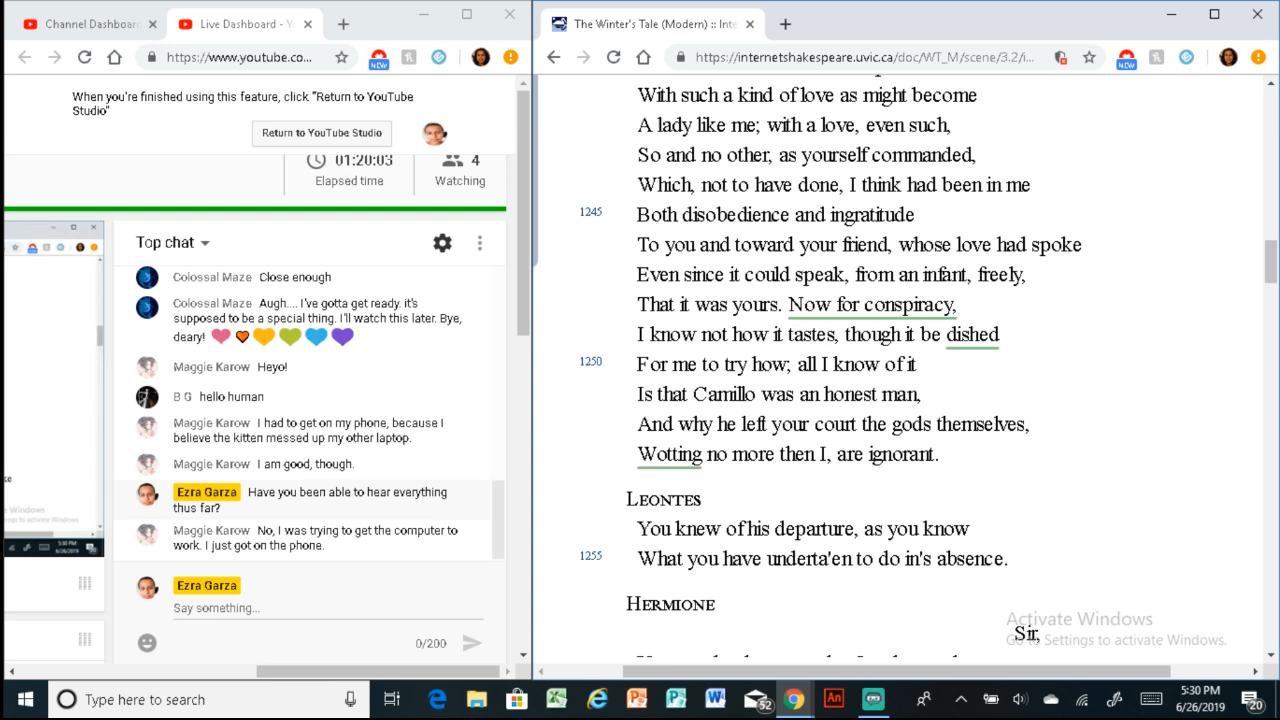 Channel Dashboard
Live Dashboard - Yo
The Winter's Tale (Modern) :: Inte
https://www.youtube.co...
https://internetshakespeare.uvic.ca/doc/WT_M/scene/3.2/i...
NEW
NEW
When you're finished using this feature, click "Return to YouTube
Studio"
Return to YouTube Studio
01:20:03
4
Elapsed time
Watching
Top chat
Colossal Maze Close enough
Colossal Maze Augh.... I've gotta get ready. it's
supposed to be a special thing. I'll watch this later. Bye,
deary!
Maggie Karow Heyo!
B G hello human
Maggie Karow I had to get on my phone, because I
believe the kitten messed up my other laptop.
Maggie Karow I am good, though.
Ezra Garza Have you been able to hear everything
thus far?
Maggie Karow No, I was trying to get the computer to
work. I just got on the phone.
Ezra Garza
Say something...
0/200
With such a kind of love as might become
A lady like me; with a love, even such,
So and no other, as yourself commanded,
Which, not to have done, I think had been in me
1245 Both disobedience and ingratitude
To you and toward your friend, whose love had spoke
Even since it could speak, from an infant, freely,
That it was yours. Now for conspiracy,
I know not how it tastes, though it be dished
1250 For me to try how; all I know of it
Is that Camillo was an honest man,
And why he left your court the gods themselves,
Wotting no more then I, are ignorant.
LEONTES
You knew of his departure, as you know
1255 What you have underta'en to do in's absence.
HERMIONE
Sir,
Activate Windows
Go to Settings to activate Windows.
5:30 PM
6/26/2019
Type here to search
52
An
5:30 PM
6/26/2019
20